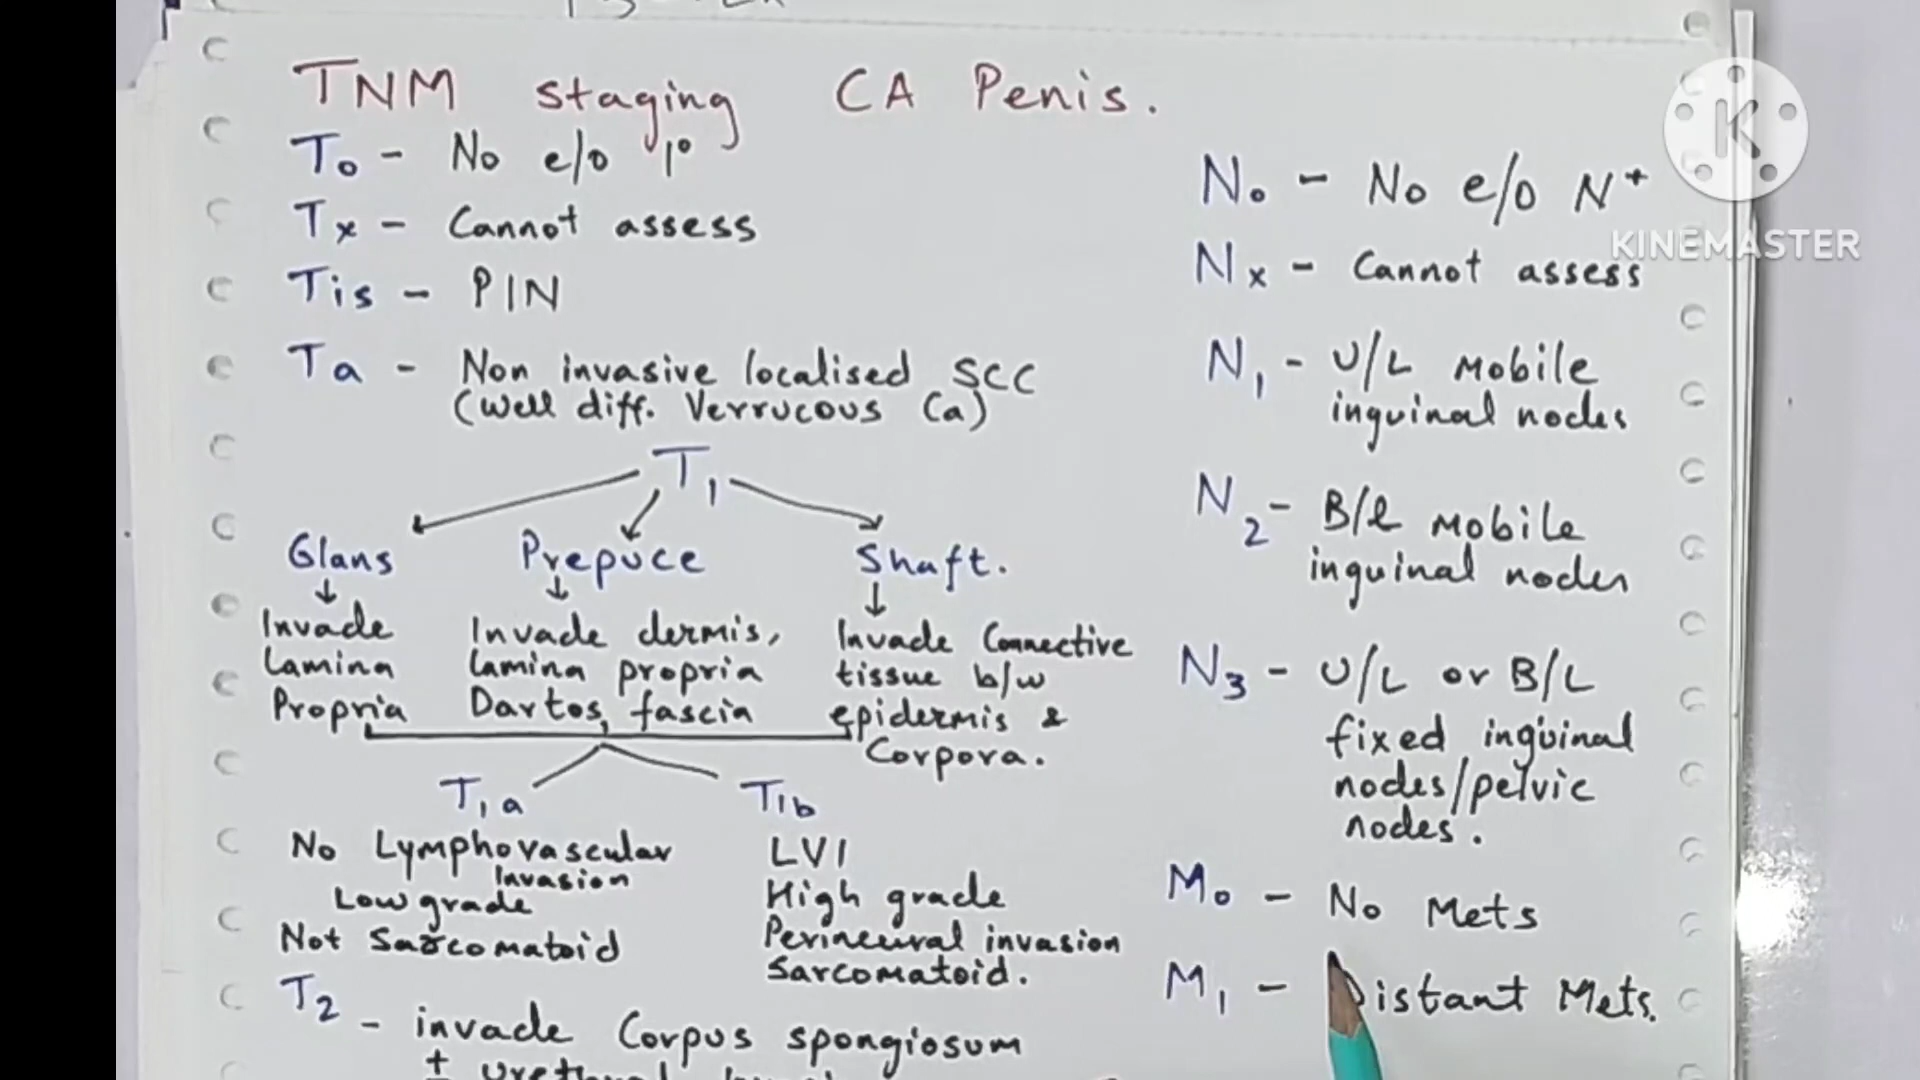 TNM staging CA Penis.
To - No e/o 1°
Tx - Cannot assess
Tis - PIN
Ta - Non invasive localised SCC
(Well diff. Verrucous Ca)
T1
Glans Prepuce Shaft.
Invade
Lamina
Propria
Invade dermis,
Lamina propria
Dartos, fascia
Invade Connective
tissue b/w
epidermis &
Corpora.
T1a
No Lymphovascular
Invasion
Low grade
Not Sarcomatoid
T1b
LVI
High grade
Perineural invasion
Sarcomatoid.
T2 - invade Corpus spongiosum
± urethral
No - No e/o N+
Nx - Cannot assess
N1 - U/L Mobile
inguinal nodes
N2 - B/L Mobile
inguinal nodes
N3 - U/L or B/L
fixed inguinal
nodes/pelvic
nodes.
Mo - No Mets
M1 - Distant Mets.
K
KINEMASTER